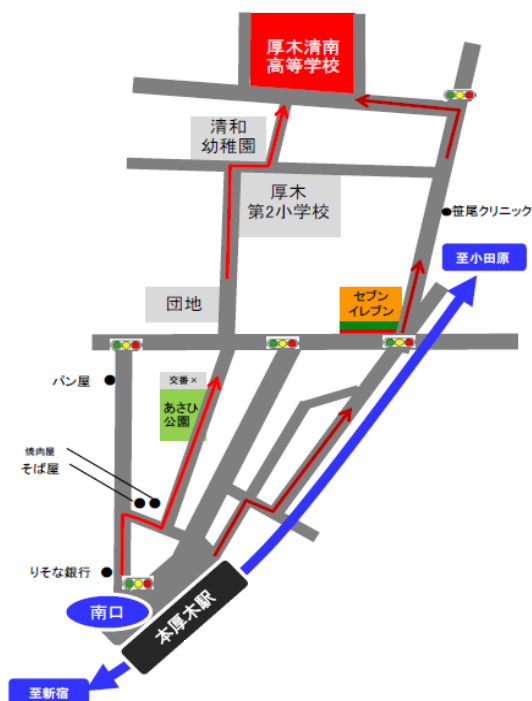 厚木清南
高等学校
清和
幼稚園
厚木
第2小学校
笹尾クリニック
至小田原
団地
セブン
イレブン
パン屋
交番×
あさひ
公園
焼肉屋
そば屋
りそな銀行
南口
本厚木駅
至新宿